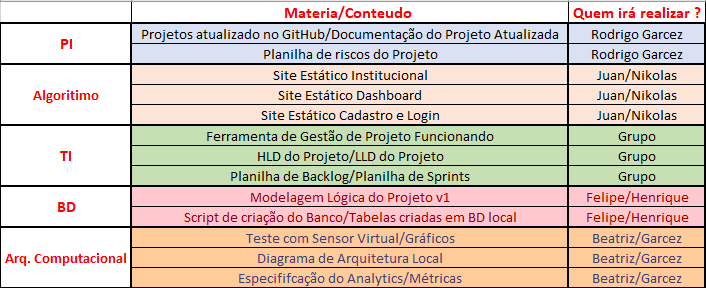 Materia/Conteudo Quem irá realizar ?
PI Projetos atualizado no GitHub/Documentação do Projeto Atualizada Rodrigo Garcez
Planilha de riscos do Projeto Rodrigo Garcez
Algoritimo Site Estático Institucional Juan/Nikolas
Site Estático Dashboard Juan/Nikolas
Site Estático Cadastro e Login Juan/Nikolas
TI Ferramenta de Gestão de Projeto Funcionando Grupo
HLD do Projeto/LLD do Projeto Grupo
Planilha de Backlog/Planilha de Sprints Grupo
BD Modelagem Lógica do Projeto v1 Felipe/Henrique
Script de criação do Banco/Tabelas criadas em BD local Felipe/Henrique
Arq. Computacional Teste com Sensor Virtual/Gráficos Beatriz/Garcez
Diagrama de Arquitetura Local Beatriz/Garcez
Especififcação do Analytics/Métricas Beatriz/Garcez